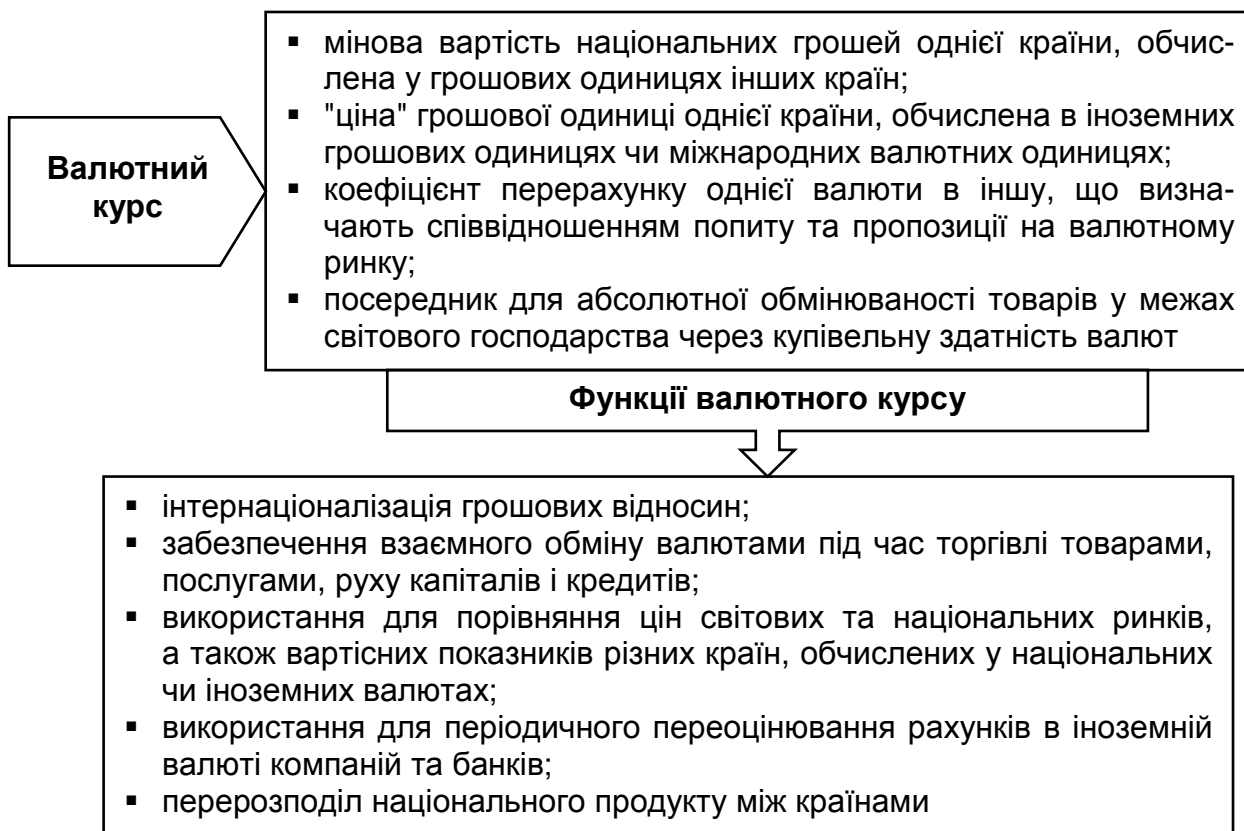 Валютний
курс
▪ мінова вартість національних грошей однієї країни, обчис-
лена у грошових одиницях інших країн;
▪ "ціна" грошової одиниці однієї країни, обчислена в іноземних
грошових одиницях чи міжнародних валютних одиницях;
▪ коефіцієнт перерахунку однієї валюти в іншу, що визна-
чають співвідношенням попиту та пропозиції на валютному
ринку;
▪ посередник для абсолютної обмінюваності товарів у межах
світового господарства через купівельну здатність валют
Функції валютного курсу
▪ інтернаціоналізація грошових відносин;
▪ забезпечення взаємного обміну валютами під час торгівлі товарами,
послугами, руху капіталів і кредитів;
▪ використання для порівняння цін світових та національних ринків,
а також вартісних показників різних країн, обчислених у національних
чи іноземних валютах;
▪ використання для періодичного переоцінювання рахунків в іноземній
валюті компаній та банків;
▪ перерозподіл національного продукту між країнами